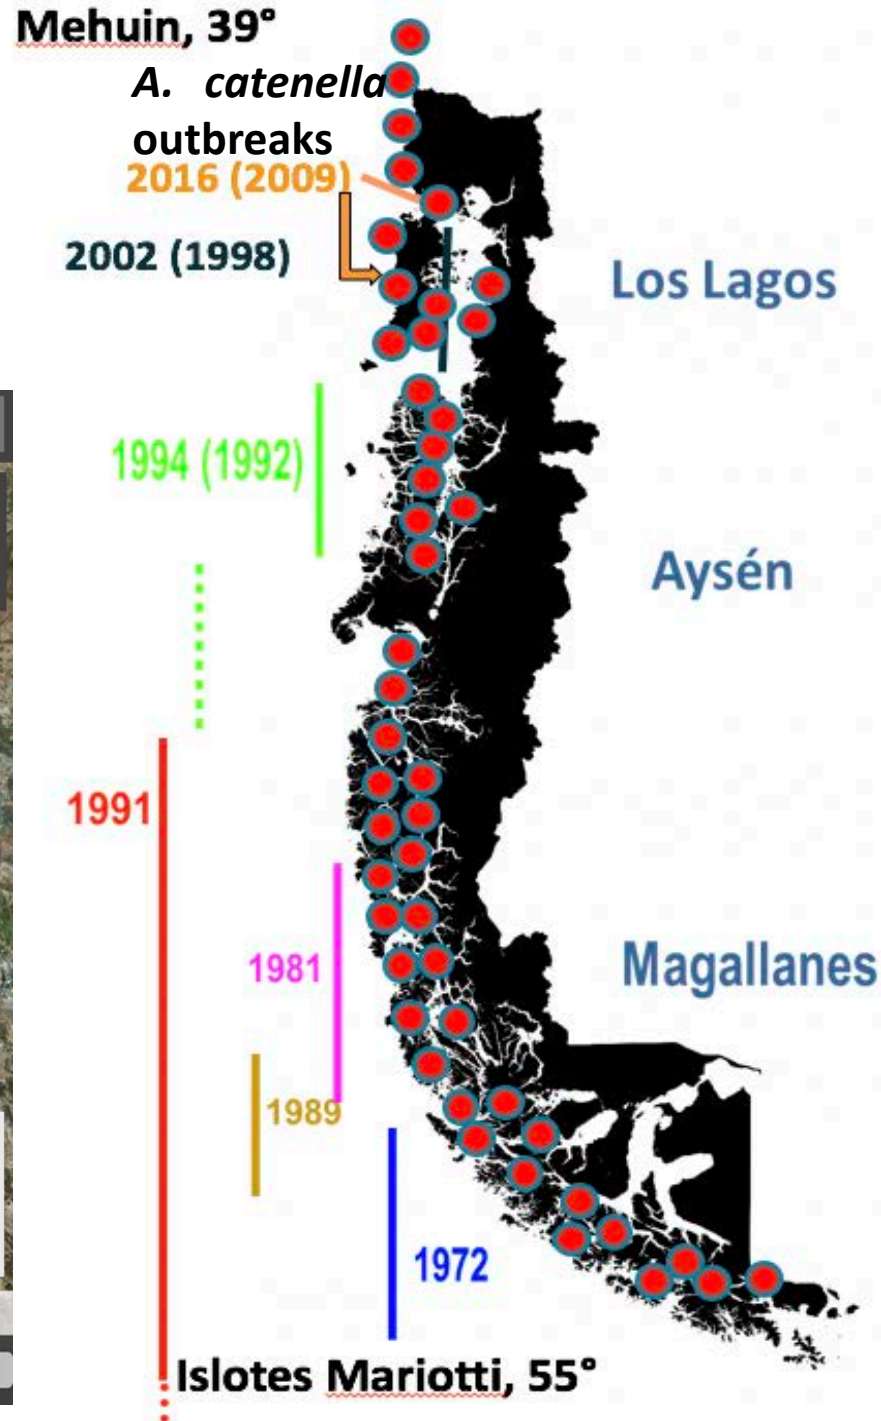 Mehuin, 39°
A. catenella
outbreaks
2016 (2009)
2002 (1998)
Los Lagos
1994 (1992)
Aysén
1991
1981
Magallanes
1989
1972
Islotes Mariotti, 55°